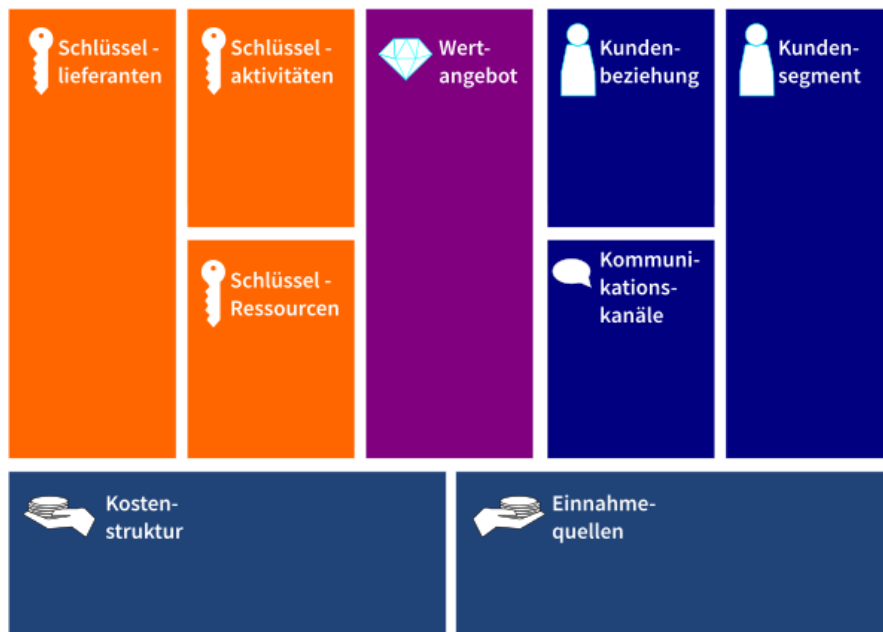 Schlüssel -
lieferanten
Schlüssel -
aktivitäten
Schlüssel -
Ressourcen
Wert-
angebot
Kunden-
beziehung
Kommuni-
kations-
kanäle
Kunden-
segment
Kosten-
struktur
Einnahme-
quellen